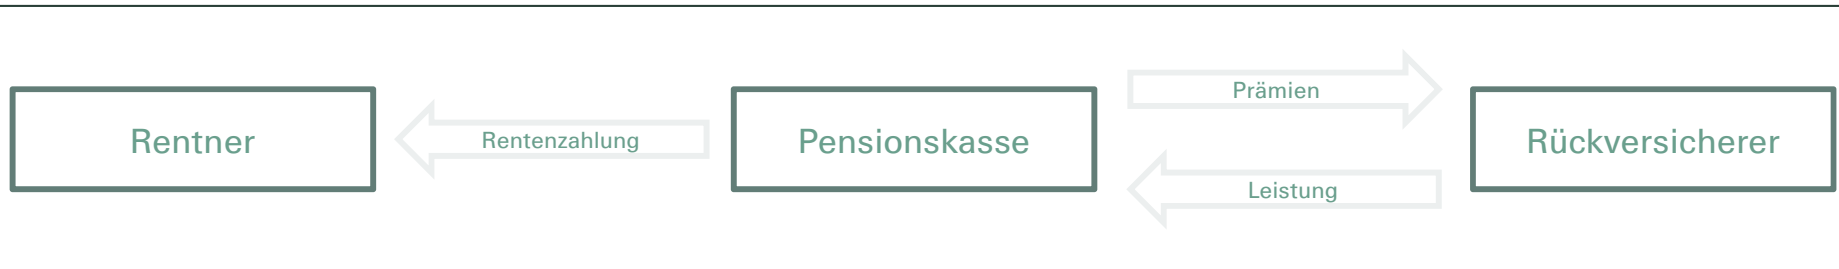 Rentner
Rentenzahlung
Pensionskasse
Prämien
Leistung
Rückversicherer